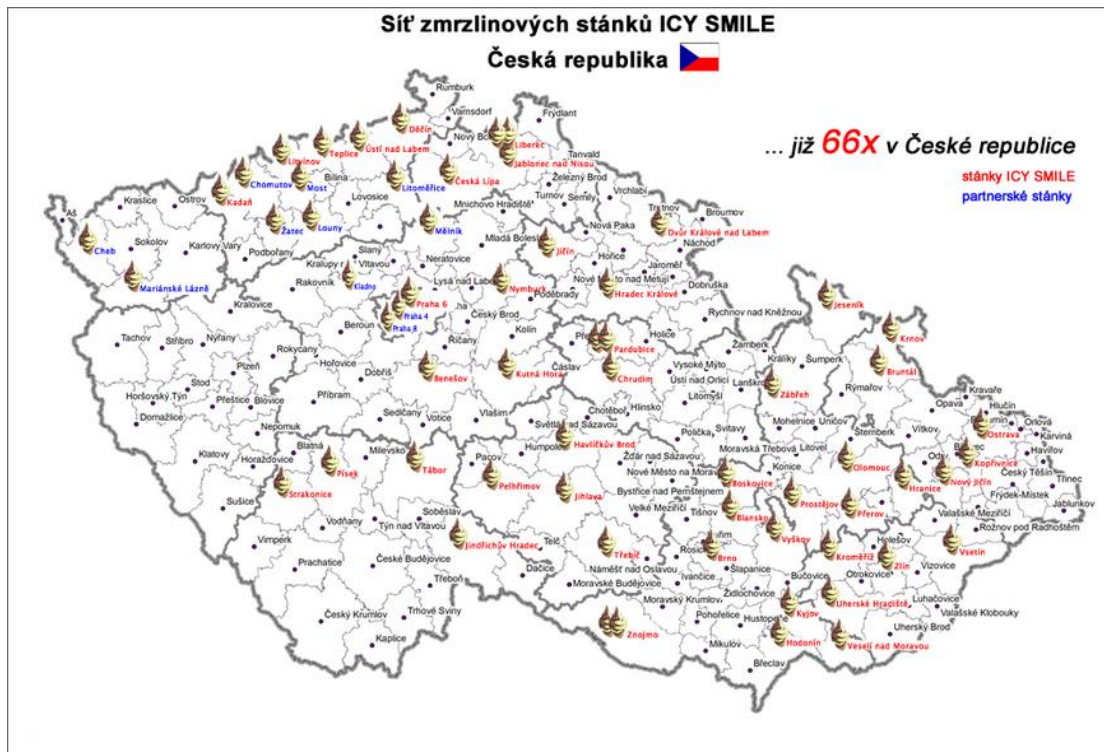 Síť zmrzlinových stánků ICY SMILE
Česká republika
... již 66x v České republice
stánky ICY SMILE
partnerské stánky
Rumburk
Varnsdorf
Děčín
Frýdlant
Liberec
Jablonec nad Nisou
Tanvald
Teplice
Ústí nad Labem
Litvínov
Česká Lípa
Železný Brod
Chomutov
Most
Bílina
Litoměřice
Turnov
Semily
Vrchlabí
Kadaň
Lovosice
Mnichovo Hradiště
Trutnov
Broumov
Kraslice
Ostrov
Aš
Žatec
Louny
Mělník
Dvůr Králové nad Labem
Nová Paka
Náchod
Cheb
Sokolov
Karlovy Vary
Podbořany
Slaný
Kralupy
Vltavou
Neratovice
Jičín
Hořice
Jaroměř
Mariánské Lázně
Rakovník
Kladno
Nymburk
Poděbrady
Hradec Králové
Dobruška
Praha 6
Praha 4
Praha 8
Kralovice
Beroun
Říčany
Český Brod
Kolín
Rychnov nad Kněžnou
Jeseník
Tachov
Stříbro
Nýřany
Rokycany
Hořovice
Pardubice
Holice
Žamberk
Krnov
Plzeň
Dobříš
Benešov
Kutná Hora
Čáslav
Chrudim
Vysoké Mýto
Ústí nad Orlicí
Králíky
Šumperk
Bruntál
Stod
Horšovský Týn
Přeštice
Blovice
Příbram
Sedlčany
Votice
Vlašim
Chotěboř
Hlinsko
Litomyšl
Zábřeh
Rýmařov
Kravaře
Hlučín
Opava
Domažlice
Nepomuk
Světlá nad Sázavou
Polička
Svitavy
Mohelnice
Uničov
Šternberk
Vítkov
Ostrava
Orlová
Karviná
Blatná
Milevsko
Havlíčkův Brod
Humpolec
Žďár nad Sázavou
Moravská Třebová
Litovel
Havířov
Klatovy
Horažďovice
Písek
Tábor
Pacov
Pelhřimov
Nové Město na Moravě
Boskovice
Konice
Olomouc
Hranice
Nový Jičín
Kopřivnice
Český Těšín
Třinec
Strakonice
Jihlava
Bystřice nad Pernštejnem
Prostějov
Přerov
Frýdek-Místek
Jablunkov
Sušice
Vodňany
Soběslav
Týn nad Vltavou
Velké Meziříčí
Tišnov
Blansko
Vyškov
Valašské Meziříčí
Rožnov pod Radhoštěm
Vimperk
Jindřichův Hradec
Telč
Třebíč
Brno
Kroměříž
Holešov
Zlín
Vsetín
Prachatice
České Budějovice
Třeboň
Dačice
Náměšť nad Oslavou
Ivančice
Šlapanice
Bučovice
Otrokovice
Vizovice
Moravské Budějovice
Židlochovice
Moravský Krumlov
Kyjov
Uherské Hradiště
Luhačovice
Valašské Klobouky
Český Krumlov
Trhové Sviny
Pohořelice
Znojmo
Hodonín
Veselí nad Moravou
Uherský Brod
Kaplice
Mikulov
Břeclav